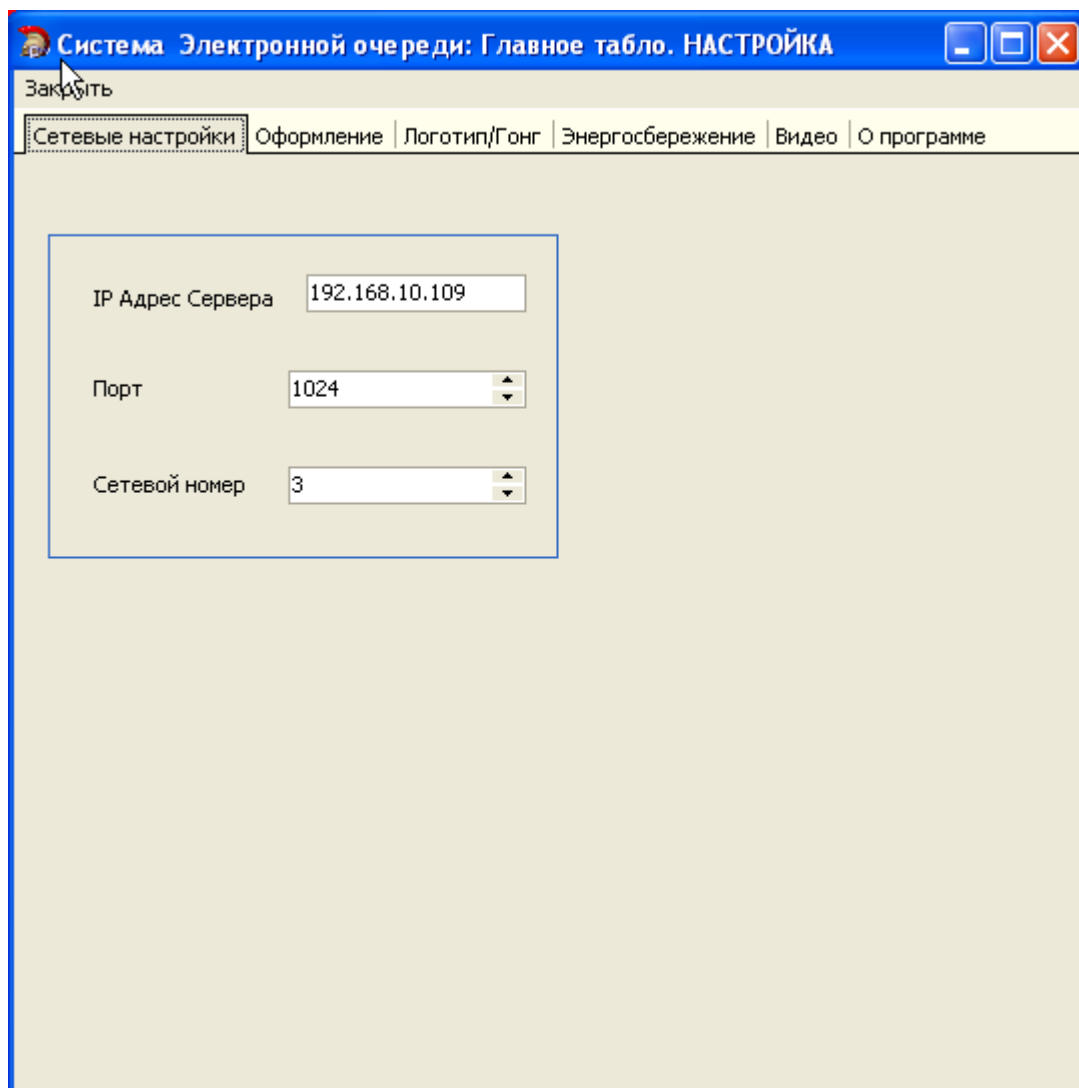 Система Электронной очереди: Главное табло. НАСТРОЙКА
Закрыть
Сетевые настройки Оформление Логотип/Гонг Энергосбережение Видео О программе
IP Адрес Сервера 192.168.10.109
Порт 1024
Сетевой номер 3